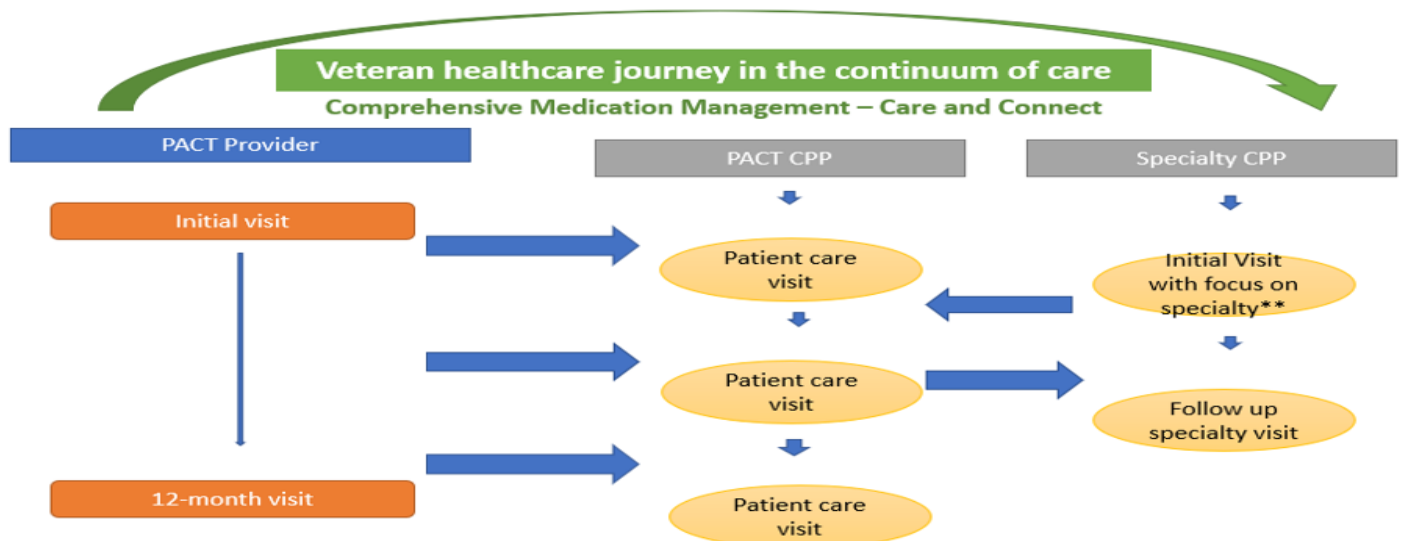 Veteran healthcare journey in the continuum of care
Comprehensive Medication Management – Care and Connect
PACT Provider
PACT CPP
Specialty CPP
Initial visit
Patient care
visit
Initial Visit
with focus on
specialty**
Patient care
visit
Follow up
specialty visit
12-month visit
Patient care
visit